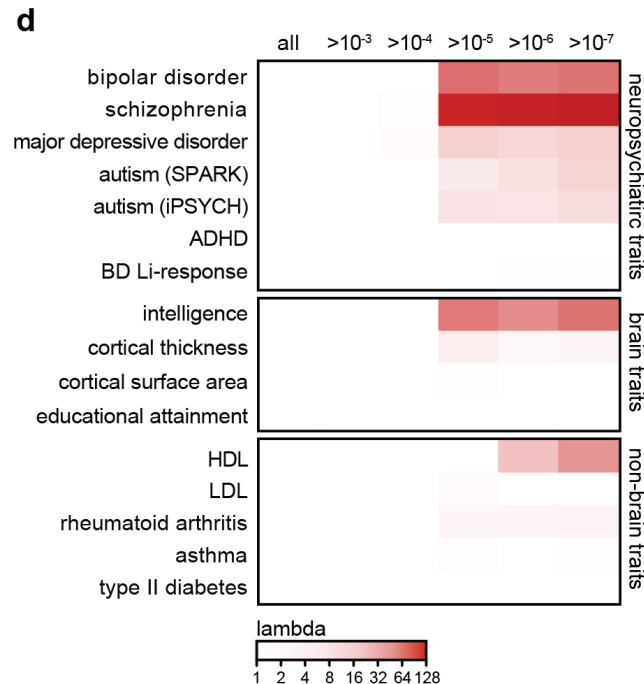 d
all >10-3 >10-4 >10-5 >10-6 >10-7
bipolar disorder
schizophrenia
major depressive disorder
autism (SPARK)
autism (iPSYCH)
ADHD
BD Li-response
neuropsychiatirc traits
intelligence
cortical thickness
cortical surface area
educational attainment
brain traits
HDL
LDL
rheumatoid arthritis
asthma
type II diabetes
non-brain traits
lambda
1 2 4 8 16 32 64 128